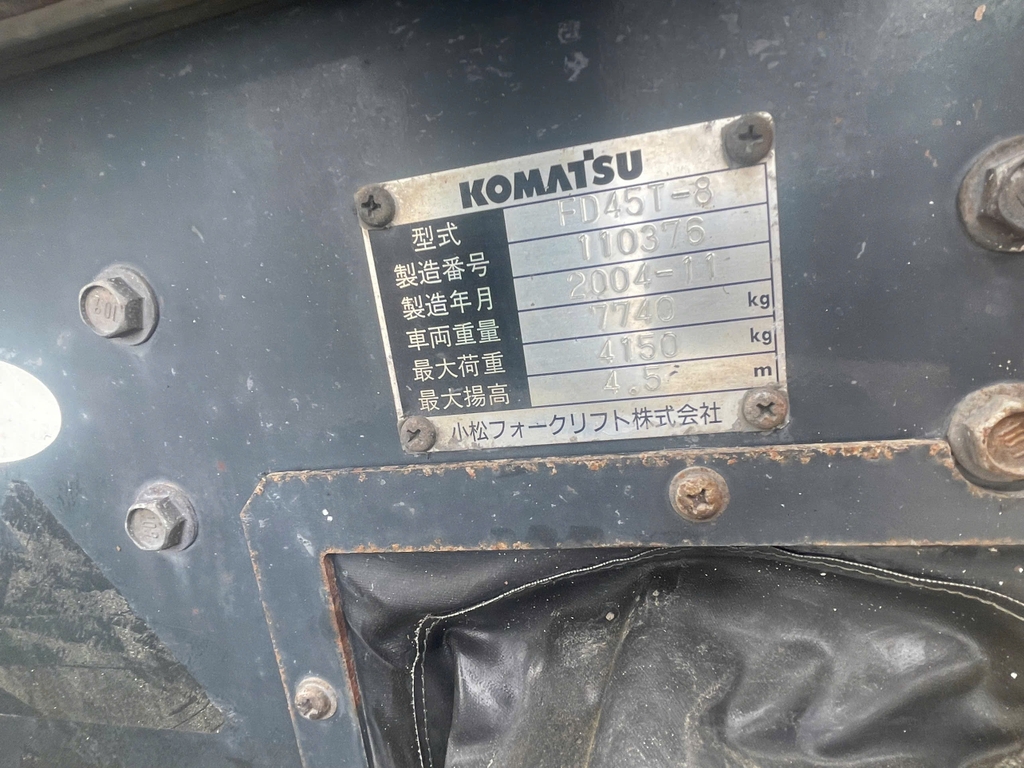 KOMATSU
型式 FD45T-8
製造番号 110376
製造年月 2004-11
車両重量 7740 kg
最大荷重 4150 kg
最大揚高 4.5 m
小松フォークリフト株式会社